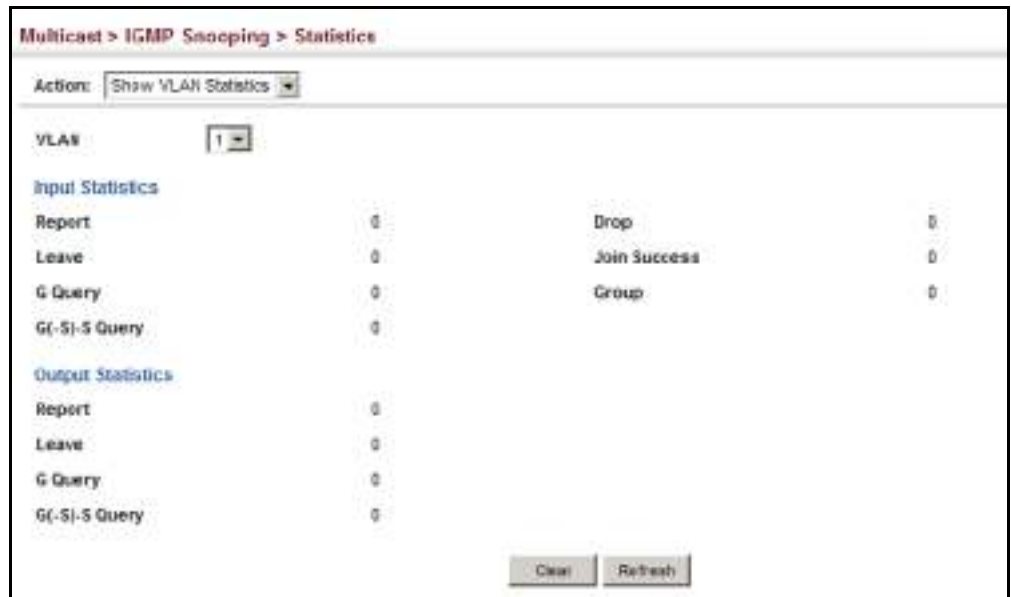 Multicast > IGMP Snooping > Statistics
Action: Show VLAN Statistics
VLAN 1
Input Statistics
Report 0 Drop 0
Leave 0 Join Success 0
G Query 0 Group 0
G(-S)-S Query 0
Output Statistics
Report 0
Leave 0
G Query 0
G(-S)-S Query 0
Clear Refresh